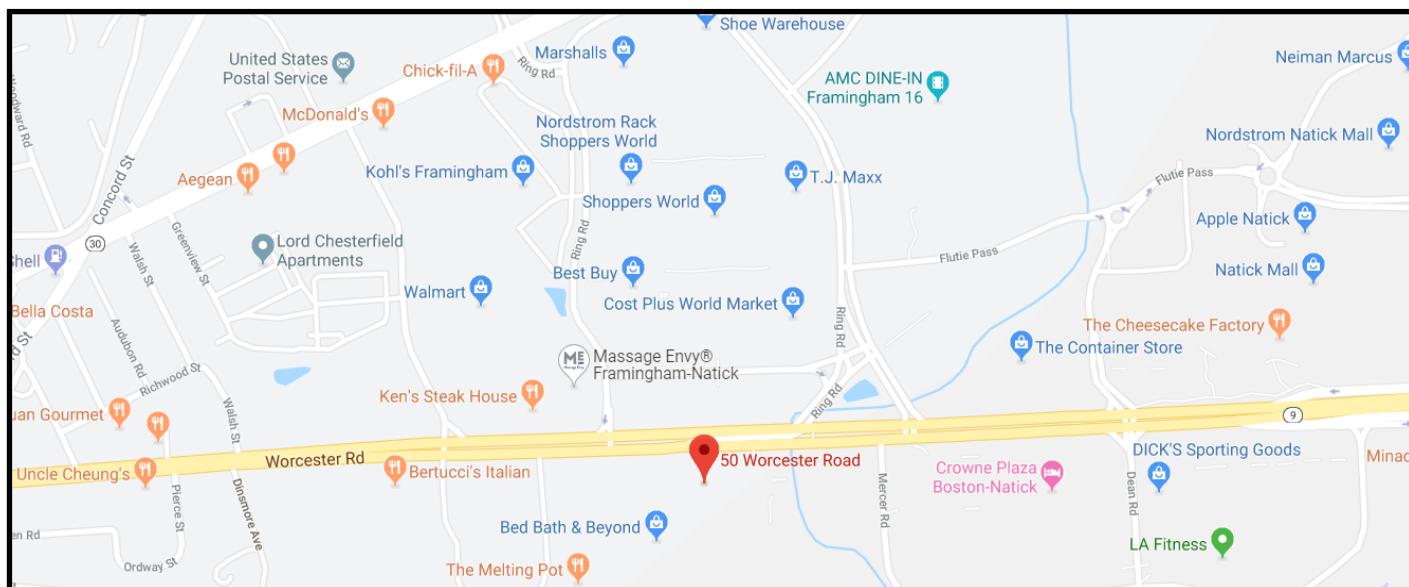 Shoe Warehouse
Marshalls
Neiman Marcus
United States
Postal Service
Chick-fil-A
Ring Rd
AMC DINE-IN
Framingham 16
Woodward Rd
McDonald's
Nordstrom Rack
Shoppers World
Nordstrom Natick Mall
Aegean
Kohl's Framingham
T.J. Maxx
Flutie Pass
Concord St
Shoppers World
Apple Natick
30
Walsh St
Greenview St
Lord Chesterfield
Apartments
Ring Rd
Flutie Pass
Shell
Best Buy
Natick Mall
Walmart
Cost Plus World Market
Bella Costa
Audubon Rd
Ring Rd
The Cheesecake Factory
The Container Store
Massage Envy®
Framingham-Natick
ME
Richwood St
Ken's Steak House
Ring Rd
Gourmet
Walsh St
9
Worcester Rd
50 Worcester Road
DICK'S Sporting Goods
Uncle Cheung's
Bertucci's Italian
Crowne Plaza
Boston-Natick
Pierce St
Dinsmore Ave
Mercer Rd
Dean Rd
Bed Bath & Beyond
Rd
LA Fitness
Ordway St
The Melting Pot